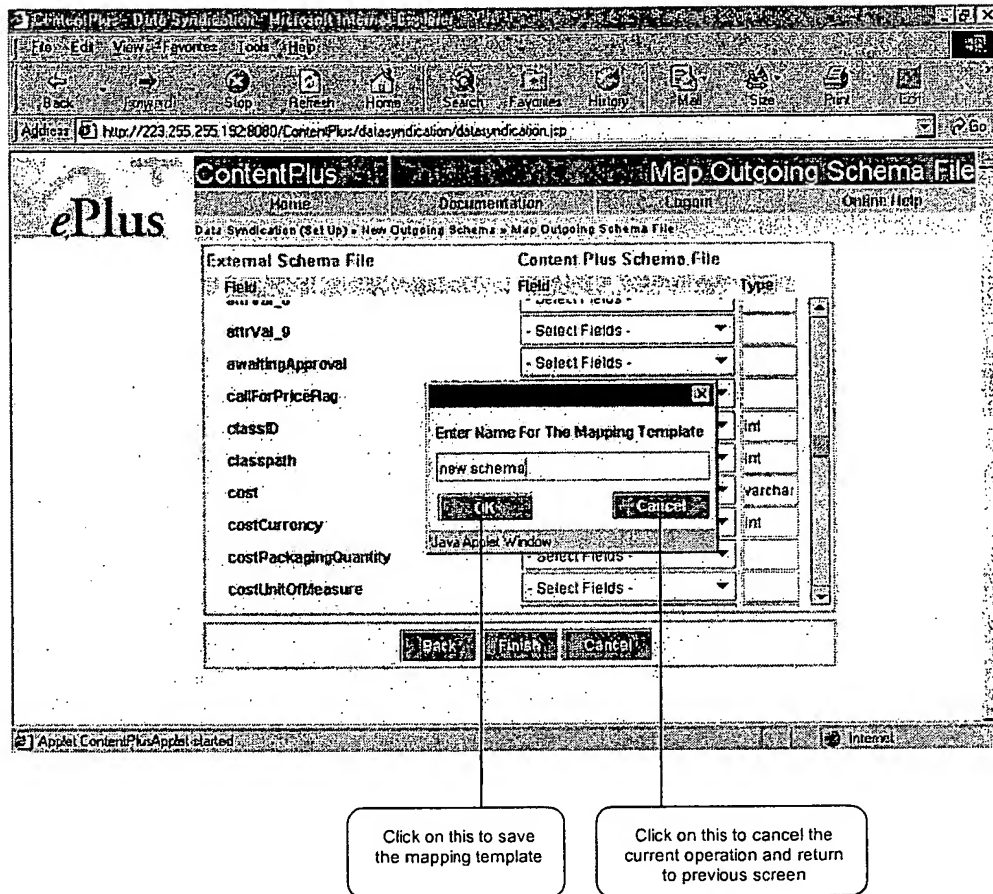 ContentPlus - Data Syndication - Microsoft Internet Explorer
File Edit View Favorites Tools Help
Back Forward Stop Refresh Home Search Favorites History Mail Size Print Edit
Address http://223.255.255.192:8080/ContentPlus/datasyndication/datasyndication.jsp Go
ePlus
ContentPlus Map Outgoing Schema File
Home Documentation Logout Online Help
Data Syndication (Set Up) » New Outgoing Schema » Map Outgoing Schema File
External Schema File Content Plus Schema File
Field Field Type
attrVal_8 - Select Fields -
attrVal_9 - Select Fields -
awaitingApproval - Select Fields -
callForPriceFlag
classID int
classpath int
cost varchar
costCurrency int
costPackagingQuantity - Select Fields -
costUnitOfMeasure - Select Fields -
Enter Name For The Mapping Template
new schema
OK Cancel
Java Applet Window
Back Finish Cancel
Applet ContentPlusApplet started Internet
Click on this to save
the mapping template
Click on this to cancel the
current operation and return
to previous screen